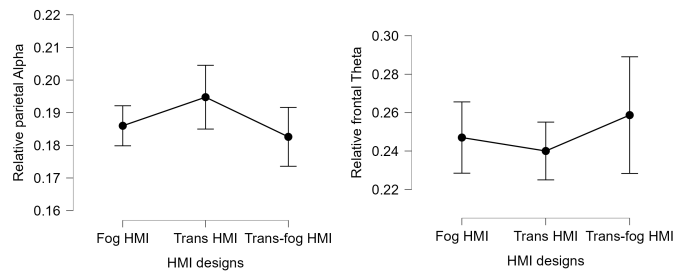 Relative parietal Alpha
0.22
0.21
0.20
0.19
0.18
0.17
0.16
Fog HMI Trans HMI Trans-fog HMI
HMI designs
Relative frontal Theta
0.30
0.28
0.26
0.24
0.22
Fog HMI Trans HMI Trans-fog HMI
HMI designs